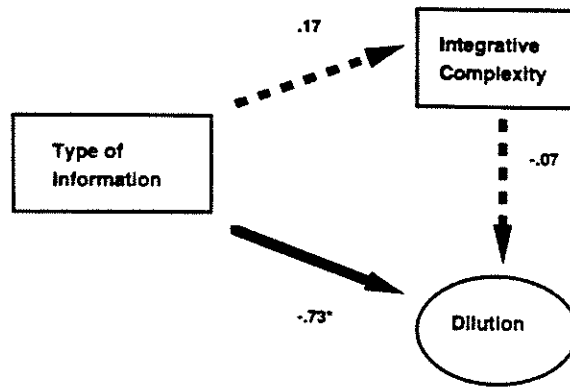 .17
Integrative
Complexity
Type of
Information
-.07
-.73*
Dilution